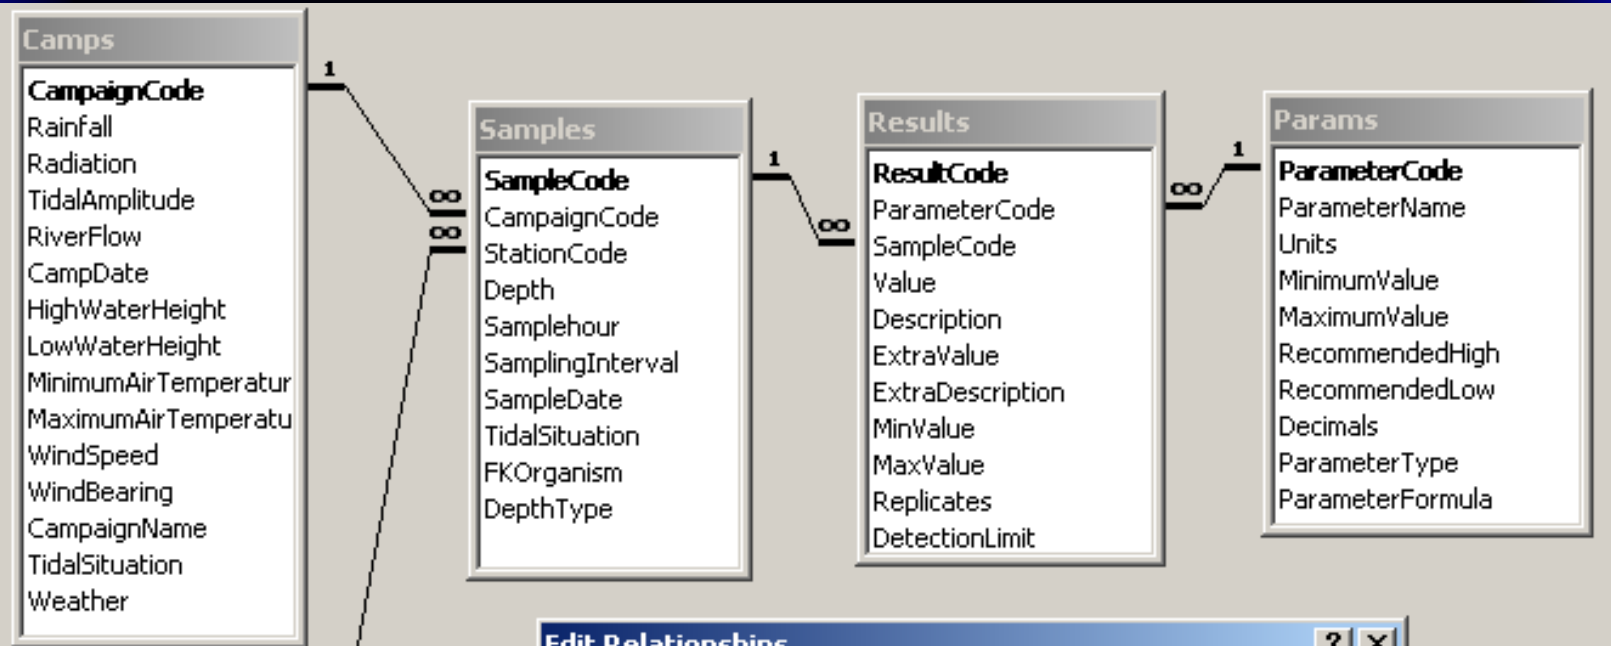 Camps
CampaignCode
Rainfall
Radiation
TidalAmplitude
RiverFlow
CampDate
HighWaterHeight
LowWaterHeight
MinimumAirTemperatur
MaximumAirTemperatu
WindSpeed
WindBearing
CampaignName
TidalSituation
Weather
1
∞
∞
Samples
SampleCode
CampaignCode
StationCode
Depth
Samplehour
SamplingInterval
SampleDate
TidalSituation
FKOrganism
DepthType
1
∞
Results
ResultCode
ParameterCode
SampleCode
Value
Description
ExtraValue
ExtraDescription
MinValue
MaxValue
Replicates
DetectionLimit
∞
1
Params
ParameterCode
ParameterName
Units
MinimumValue
MaximumValue
RecommendedHigh
RecommendedLow
Decimals
ParameterType
ParameterFormula
Edit Relationships
? X